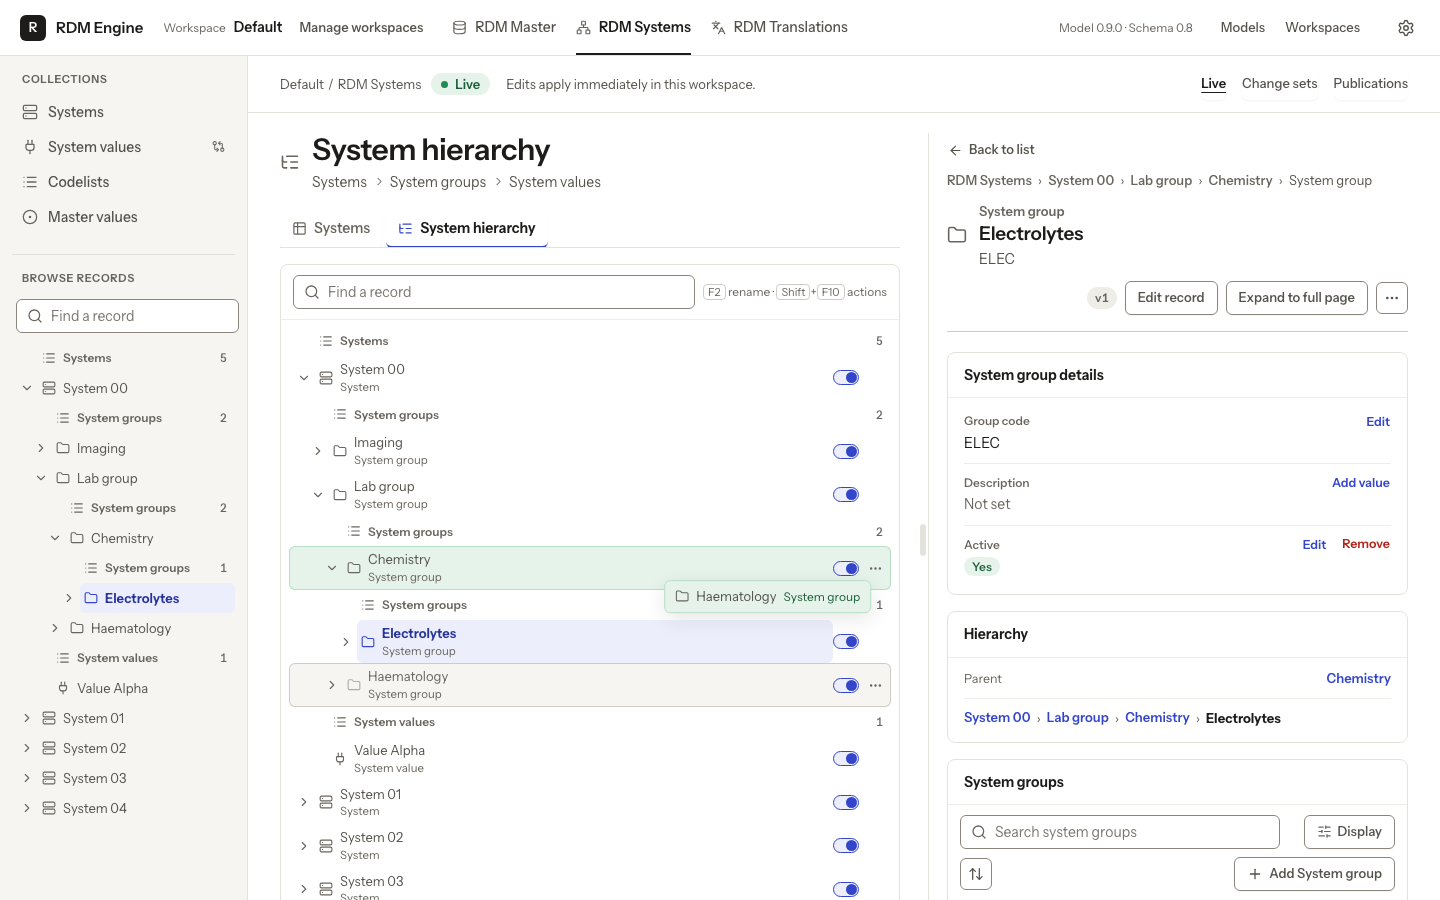 R RDM Engine Workspace Default Manage workspaces RDM Master RDM Systems RDM Translations Model 0.9.0 · Schema 0.8 Models Workspaces
COLLECTIONS
Systems
System values
Codelists
Master values
BROWSE RECORDS
Find a record
Systems 5
System 00
System groups 2
Imaging
Lab group
System groups 2
Chemistry
System groups 1
Electrolytes
Haematology
System values 1
Value Alpha
System 01
System 02
System 03
System 04
Default / RDM Systems Live Edits apply immediately in this workspace. Live Change sets Publications
System hierarchy
Systems > System groups > System values
Systems System hierarchy
Find a record F2 rename · Shift + F10 actions
Systems 5
System 00
System
System groups 2
Imaging
System group
Lab group
System group
System groups 2
Chemistry
System group
Haematology System group
System groups 1
Electrolytes
System group
Haematology
System group
System values 1
Value Alpha
System value
System 01
System
System 02
System
System 03
System
Back to list
RDM Systems › System 00 › Lab group › Chemistry › System group
System group
Electrolytes
ELEC
v1 Edit record Expand to full page
System group details
Group code Edit
ELEC
Description Add value
Not set
Active Edit Remove
Yes
Hierarchy
Parent Chemistry
System 00 › Lab group › Chemistry › Electrolytes
System groups
Search system groups Display
Add System group